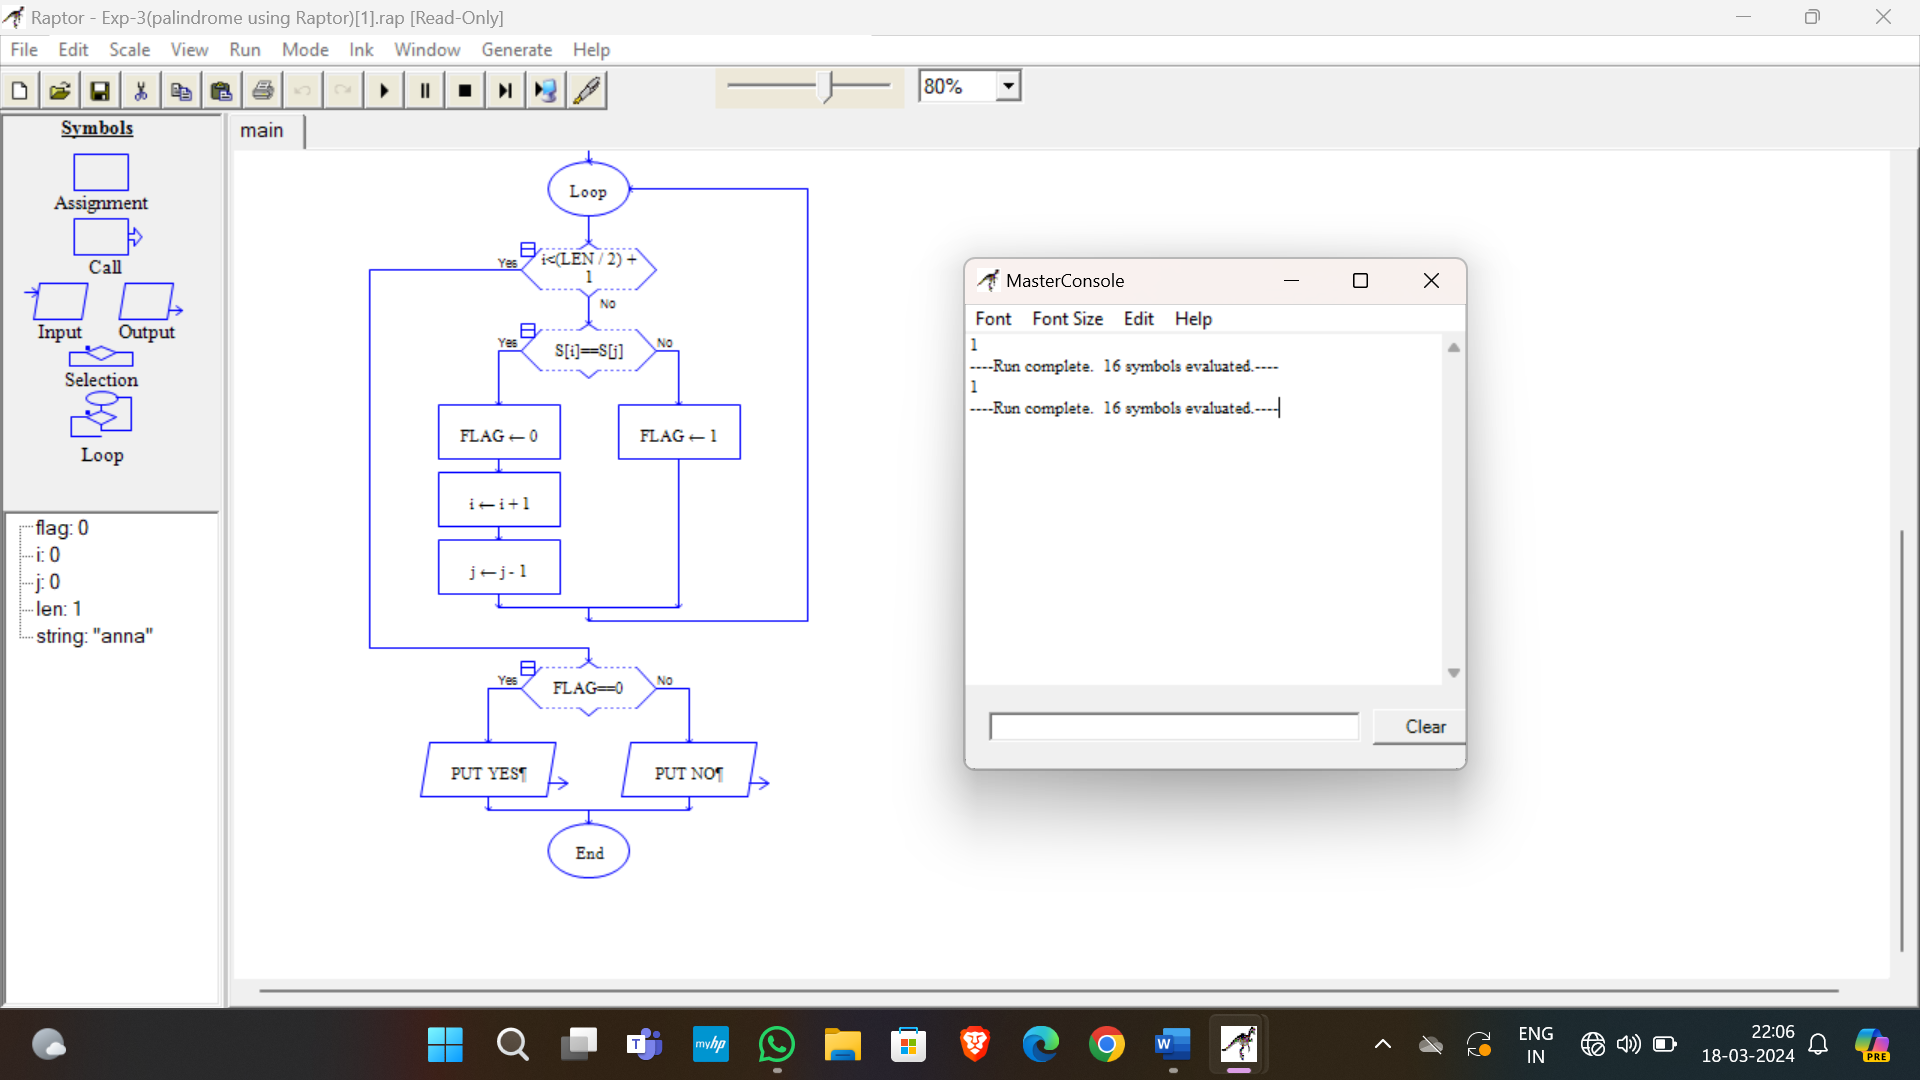 Raptor - Exp-3(palindrome using Raptor)[1].rap [Read-Only]
File Edit Scale View Run Mode Ink Window Generate Help
80%
Symbols
Assignment
Call
Input Output
Selection
Loop
flag: 0
i: 0
j: 0
len: 1
string: "anna"
main
Loop
Yes
i<(LEN / 2) +
1
No
Yes
S[i]==S[j]
No
FLAG ← 0
FLAG ← 1
i ← i + 1
j ← j - 1
Yes
FLAG==0
No
PUT YES¶
PUT NO¶
End
MasterConsole
Font Font Size Edit Help
1
----Run complete. 16 symbols evaluated.----
1
----Run complete. 16 symbols evaluated.----
Clear
T
myhp
W
ENG
IN
22:06
18-03-2024
PRE